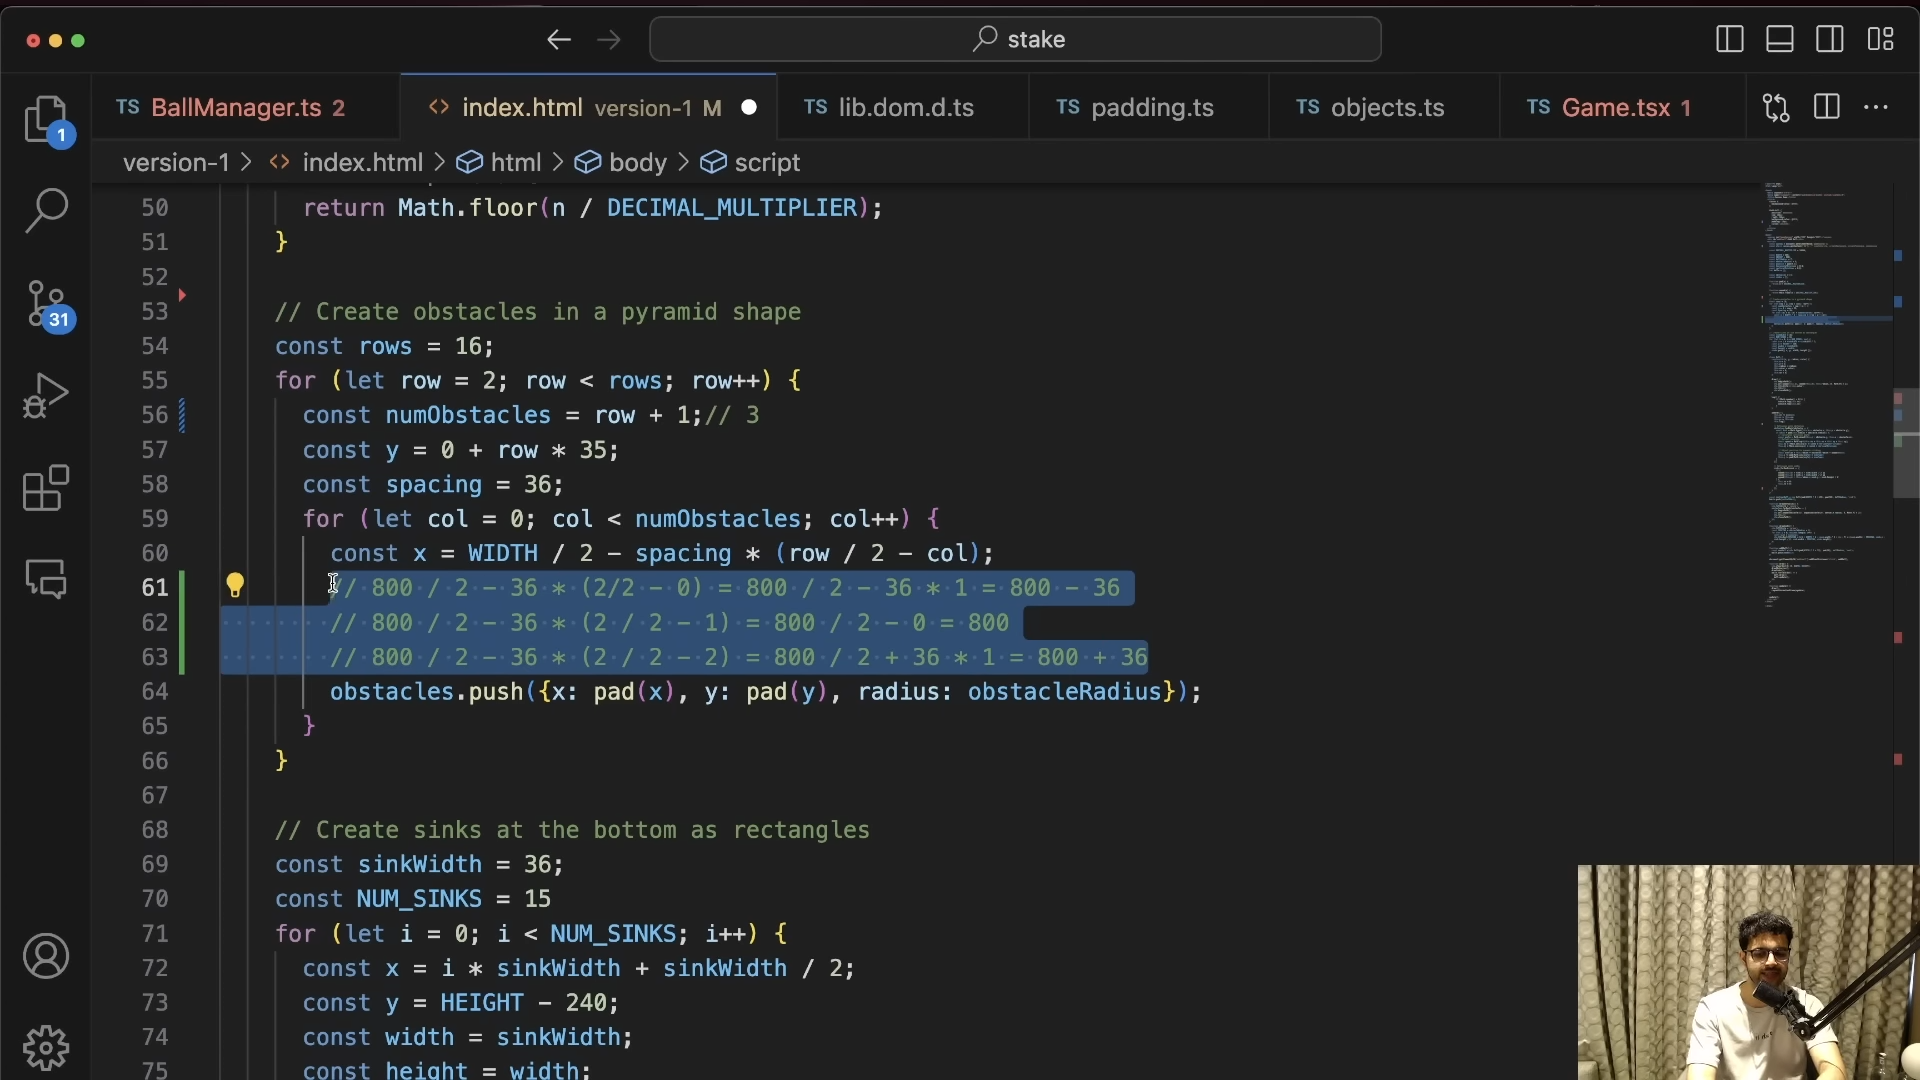 stake
TS BallManager.ts 2
<> index.html version-1 M
TS lib.dom.d.ts
TS padding.ts
TS objects.ts
TS Game.tsx 1
1
version-1 > <> index.html > html > body > script
31
50 return Math.floor(n / DECIMAL_MULTIPLIER);
51 }
52
53 // Create obstacles in a pyramid shape
54 const rows = 16;
55 for (let row = 2; row < rows; row++) {
56 const numObstacles = row + 1;// 3
57 const y = 0 + row * 35;
58 const spacing = 36;
59 for (let col = 0; col < numObstacles; col++) {
60 const x = WIDTH / 2 - spacing * (row / 2 - col);
61 // 800 / 2 - 36 * (2/2 - 0) = 800 / 2 - 36 * 1 = 800 - 36
62 // 800 / 2 - 36 * (2 / 2 - 1) = 800 / 2 - 0 = 800
63 // 800 / 2 - 36 * (2 / 2 - 2) = 800 / 2 + 36 * 1 = 800 + 36
64 obstacles.push({x: pad(x), y: pad(y), radius: obstacleRadius});
65 }
66 }
67
68 // Create sinks at the bottom as rectangles
69 const sinkWidth = 36;
70 const NUM_SINKS = 15
71 for (let i = 0; i < NUM_SINKS; i++) {
72 const x = i * sinkWidth + sinkWidth / 2;
73 const y = HEIGHT - 240;
74 const width = sinkWidth;
75 const height = width;